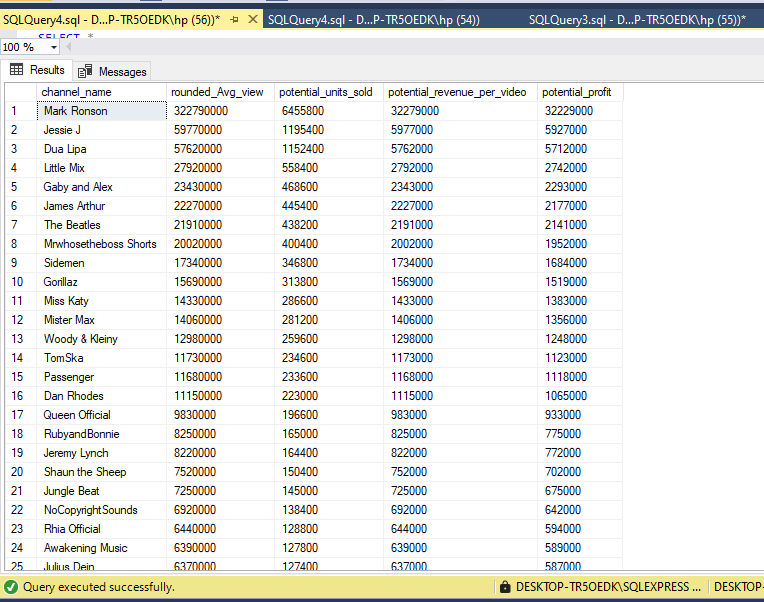 SQLQuery4.sql - D...P-TR5OEDK\hp (56))* SQLQuery4.sql - D...P-TR5OEDK\hp (54)) SQLQuery3.sql - D...P-TR5OEDK\hp (55))*
SELECT *
100 %
Results Messages
channel_name rounded_Avg_view potential_units_sold potential_revenue_per_video potential_profit
1 Mark Ronson 322790000 6455800 32279000 32229000
2 Jessie J 59770000 1195400 5977000 5927000
3 Dua Lipa 57620000 1152400 5762000 5712000
4 Little Mix 27920000 558400 2792000 2742000
5 Gaby and Alex 23430000 468600 2343000 2293000
6 James Arthur 22270000 445400 2227000 2177000
7 The Beatles 21910000 438200 2191000 2141000
8 Mrwhosetheboss Shorts 20020000 400400 2002000 1952000
9 Sidemen 17340000 346800 1734000 1684000
10 Gorillaz 15690000 313800 1569000 1519000
11 Miss Katy 14330000 286600 1433000 1383000
12 Mister Max 14060000 281200 1406000 1356000
13 Woody & Kleiny 12980000 259600 1298000 1248000
14 TomSka 11730000 234600 1173000 1123000
15 Passenger 11680000 233600 1168000 1118000
16 Dan Rhodes 11150000 223000 1115000 1065000
17 Queen Official 9830000 196600 983000 933000
18 RubyandBonnie 8250000 165000 825000 775000
19 Jeremy Lynch 8220000 164400 822000 772000
20 Shaun the Sheep 7520000 150400 752000 702000
21 Jungle Beat 7250000 145000 725000 675000
22 NoCopyrightSounds 6920000 138400 692000 642000
23 Rhia Official 6440000 128800 644000 594000
24 Awakening Music 6390000 127800 639000 589000
25 Julius Dein 6370000 127400 637000 587000
Query executed successfully. DESKTOP-TR5OEDK\SQLEXPRESS ... DESKTOP-